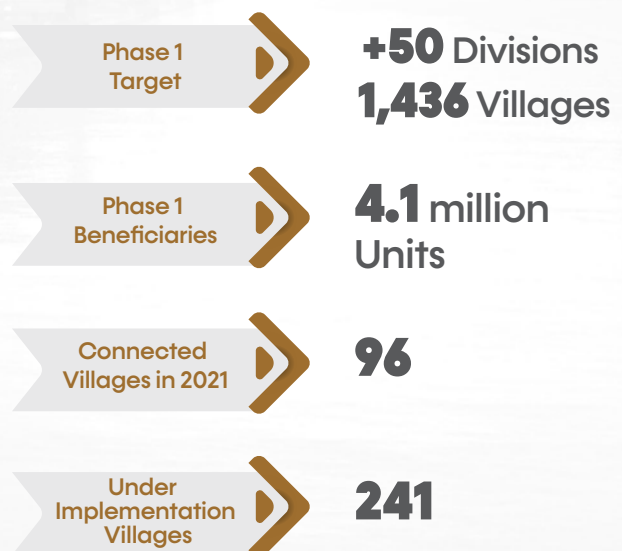 Phase 1
Target
+50 Divisions
1,436 Villages
Phase 1
Beneficiaries
4.1 million
Units
Connected
Villages in 2021
96
Under
Implementation
Villages
241